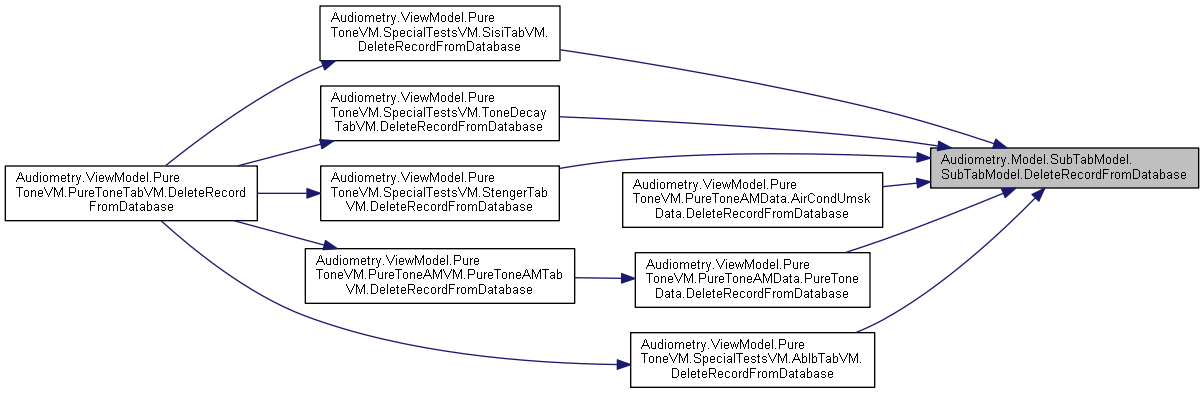 Audiometry.ViewModel.Pure
ToneVM.SpecialTestsVM.SisiTabVM.
DeleteRecordFromDatabase
Audiometry.ViewModel.Pure
ToneVM.SpecialTestsVM.ToneDecay
TabVM.DeleteRecordFromDatabase
Audiometry.Model.SubTabModel.
SubTabModel.DeleteRecordFromDatabase
Audiometry.ViewModel.Pure
ToneVM.PureToneTabVM.DeleteRecord
FromDatabase
Audiometry.ViewModel.Pure
ToneVM.SpecialTestsVM.StengerTab
VM.DeleteRecordFromDatabase
Audiometry.ViewModel.Pure
ToneVM.PureToneAMData.AirCondUmsk
Data.DeleteRecordFromDatabase
Audiometry.ViewModel.Pure
ToneVM.PureToneAMVM.PureToneAMTab
VM.DeleteRecordFromDatabase
Audiometry.ViewModel.Pure
ToneVM.PureToneAMData.PureTone
Data.DeleteRecordFromDatabase
Audiometry.ViewModel.Pure
ToneVM.SpecialTestsVM.AblbTabVM.
DeleteRecordFromDatabase